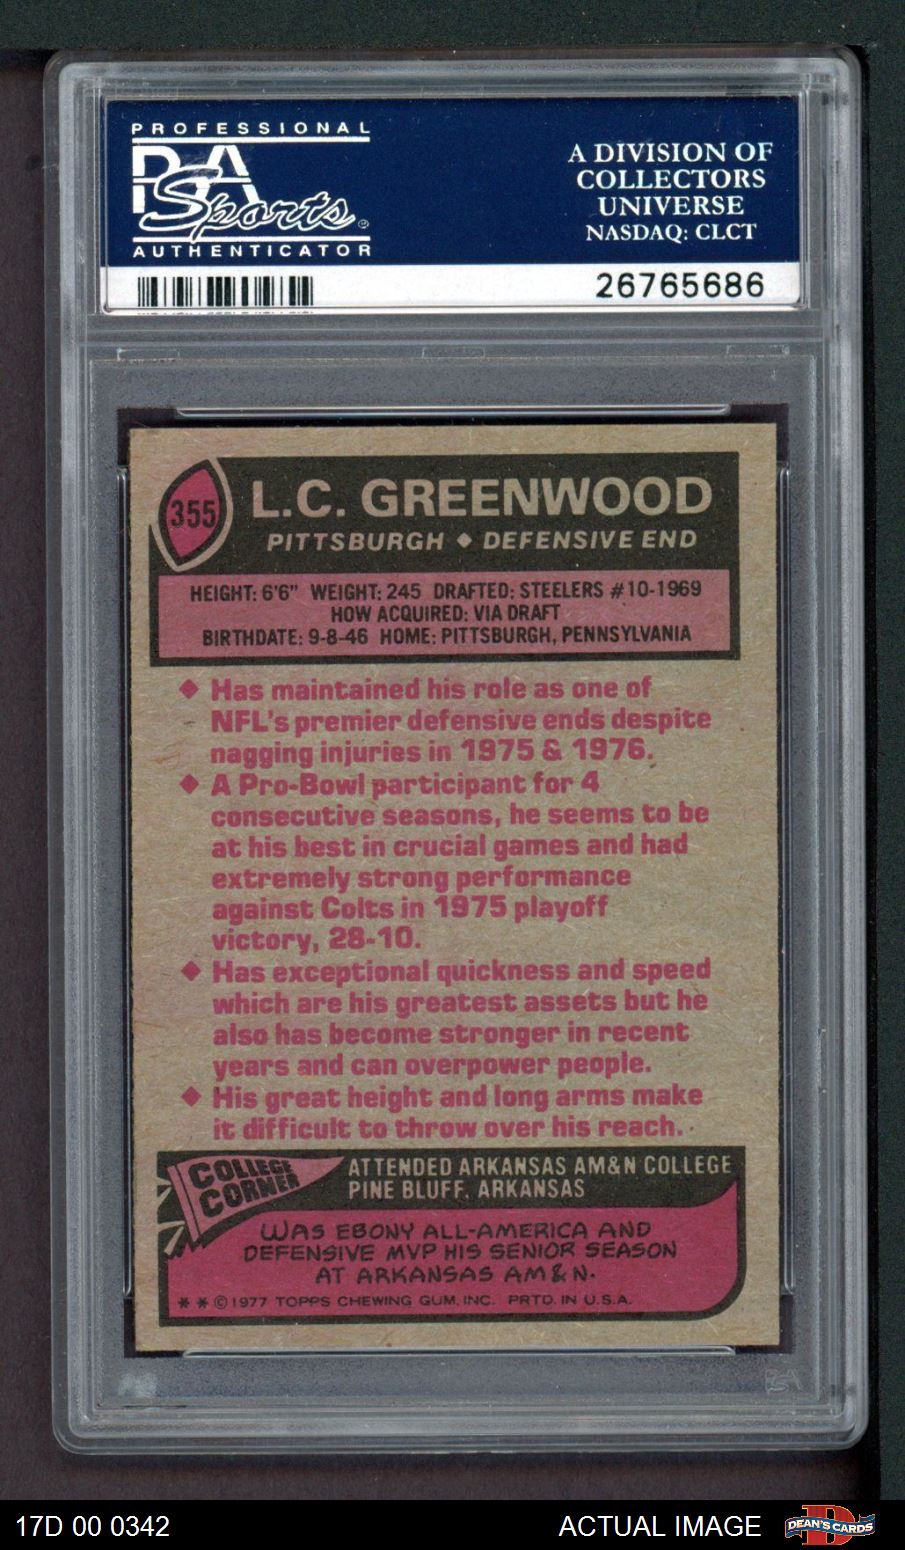 PROFESSIONAL
PSA
Sports®
AUTHENTICATOR
A DIVISION OF
COLLECTORS
UNIVERSE
NASDAQ: CLCT
26765686
355
L.C. GREENWOOD
PITTSBURGH ◆ DEFENSIVE END
HEIGHT: 6'6" WEIGHT: 245 DRAFTED: STEELERS #10-1969
HOW ACQUIRED: VIA DRAFT
BIRTHDATE: 9-8-46 HOME: PITTSBURGH, PENNSYLVANIA
◆ Has maintained his role as one of
NFL's premier defensive ends despite
nagging injuries in 1975 & 1976.
◆ A Pro-Bowl participant for 4
consecutive seasons, he seems to be
at his best in crucial games and had
extremely strong performance
against Colts in 1975 playoff
victory, 28-10.
◆ Has exceptional quickness and speed
which are his greatest assets but he
also has become stronger in recent
years and can overpower people.
◆ His great height and long arms make
it difficult to throw over his reach.
COLLEGE
CORNER
ATTENDED ARKANSAS AM&N COLLEGE
PINE BLUFF, ARKANSAS
WAS EBONY ALL-AMERICA AND
DEFENSIVE MVP HIS SENIOR SEASON
AT ARKANSAS AM&N.
* * © 1977 TOPPS CHEWING GUM, INC. PRTD. IN U.S.A.
PSA
17D 00 0342
ACTUAL IMAGE
D
DEAN'S CARDS